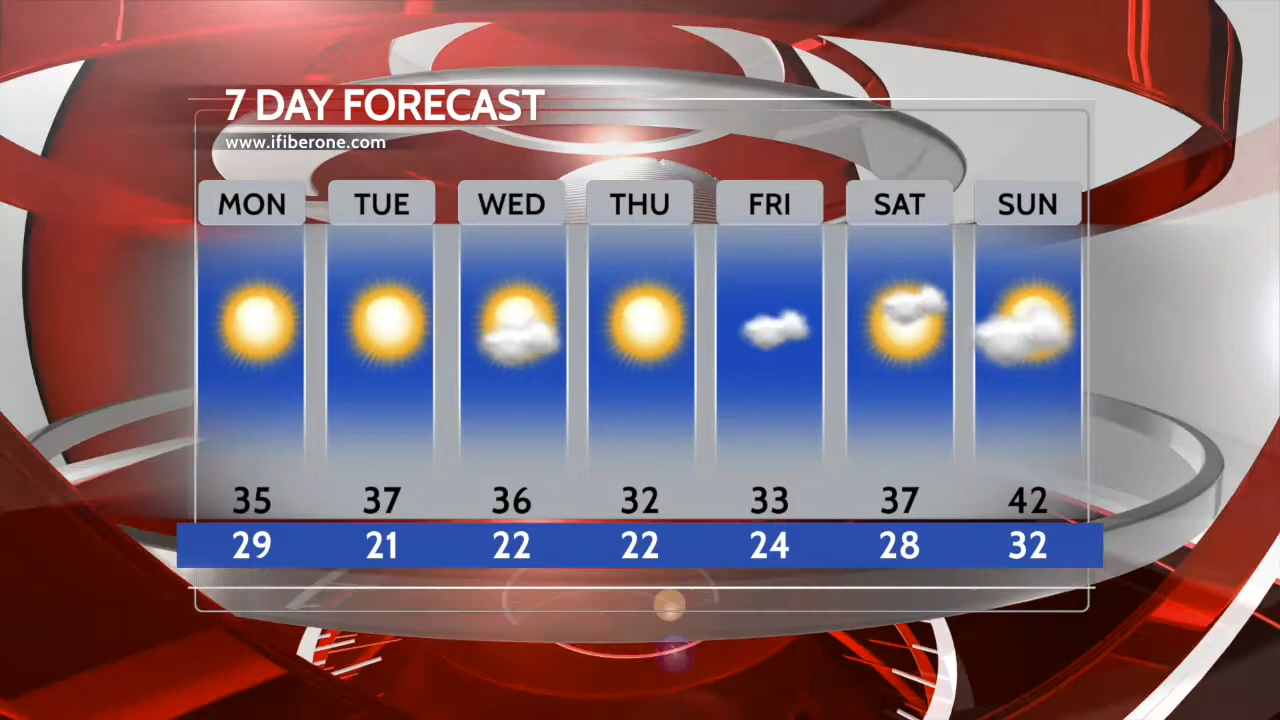 7 DAY FORECAST
www.ifiberone.com
MON TUE WED THU FRI SAT SUN
35 37 36 32 33 37 42
29 21 22 22 24 28 32